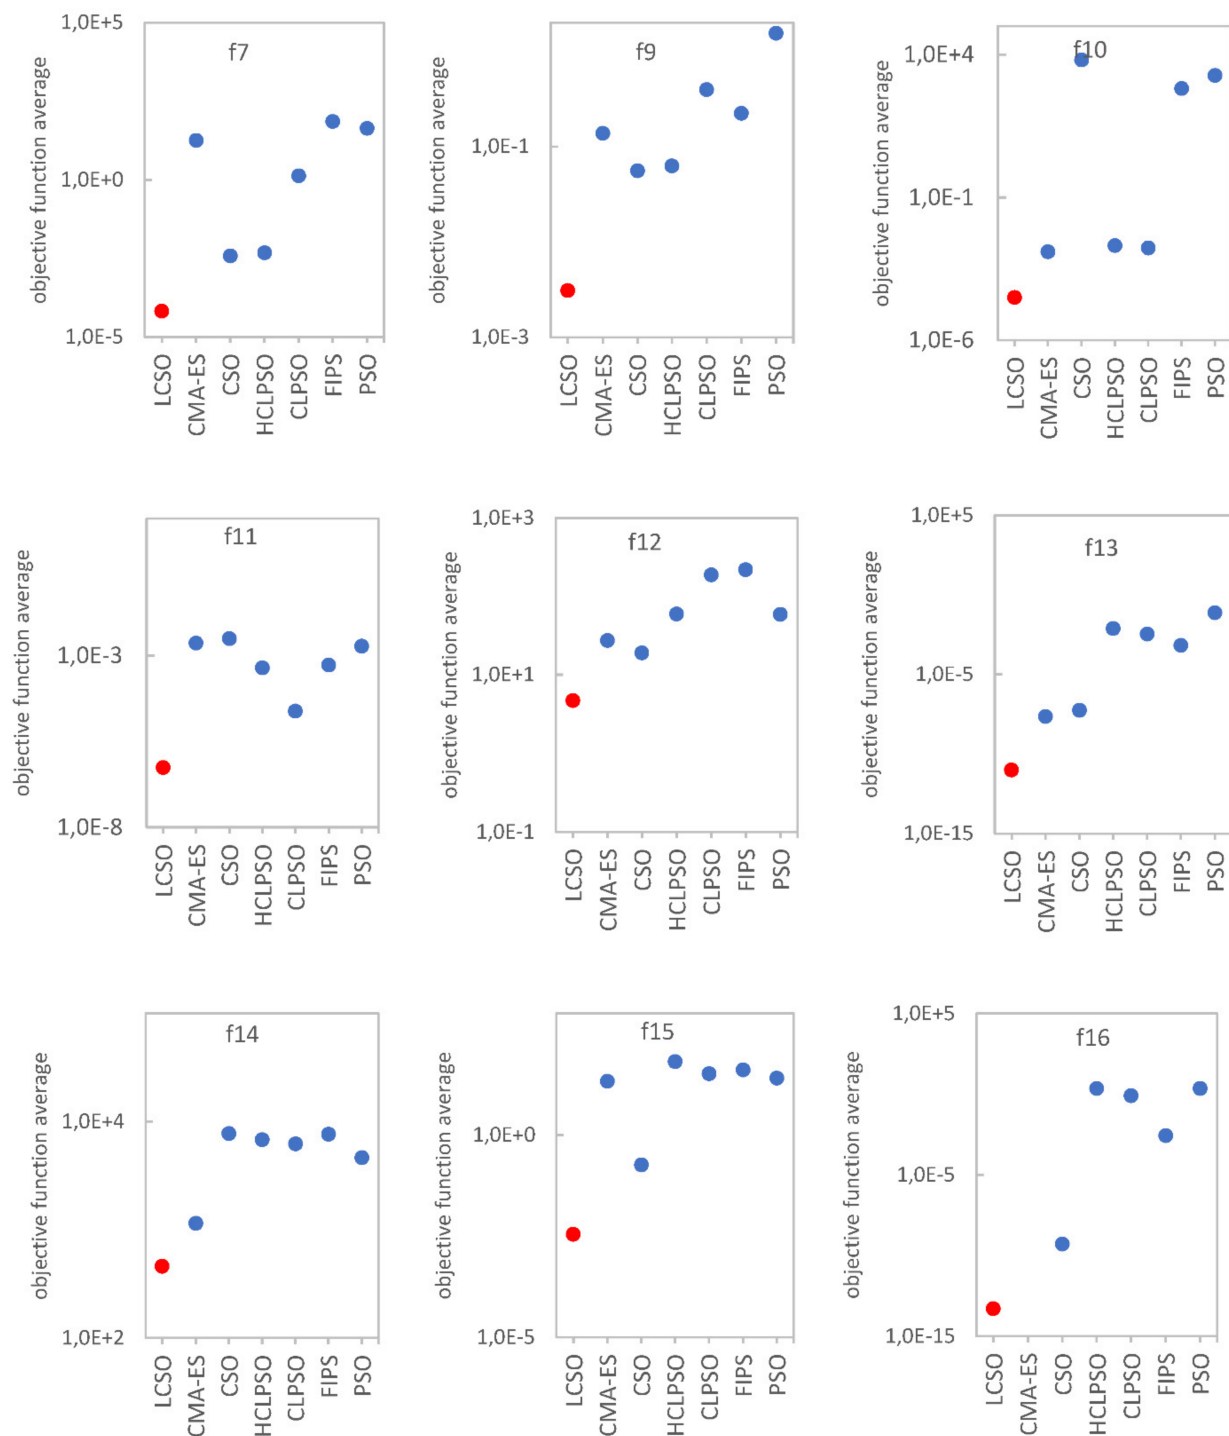 f7
objective function average
1,0E+5
1,0E+0
1,0E-5
LCSO
CMA-ES
CSO
HCLPSO
CLPSO
FIPS
PSO
f9
objective function average
1,0E-1
1,0E-3
LCSO
CMA-ES
CSO
HCLPSO
CLPSO
FIPS
PSO
f10
objective function average
1,0E+4
1,0E-1
1,0E-6
LCSO
CMA-ES
CSO
HCLPSO
CLPSO
FIPS
PSO
f11
objective function average
1,0E-3
1,0E-8
LCSO
CMA-ES
CSO
HCLPSO
CLPSO
FIPS
PSO
f12
objective function average
1,0E+3
1,0E+1
1,0E-1
LCSO
CMA-ES
CSO
HCLPSO
CLPSO
FIPS
PSO
f13
objective function average
1,0E+5
1,0E-5
1,0E-15
LCSO
CMA-ES
CSO
HCLPSO
CLPSO
FIPS
PSO
f14
objective function average
1,0E+4
1,0E+2
LCSO
CMA-ES
CSO
HCLPSO
CLPSO
FIPS
PSO
f15
objective function average
1,0E+0
1,0E-5
LCSO
CMA-ES
CSO
HCLPSO
CLPSO
FIPS
PSO
f16
objective function average
1,0E+5
1,0E-5
1,0E-15
LCSO
CMA-ES
CSO
HCLPSO
CLPSO
FIPS
PSO